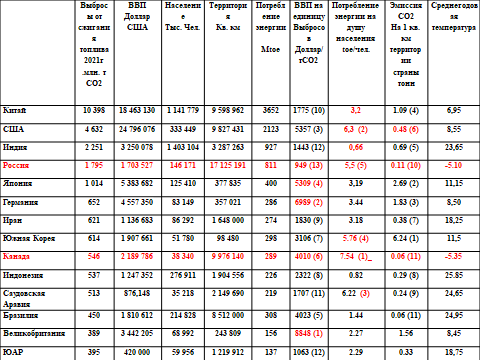 Выброс ВВП Населени Территори Потребл ВВП на Потребление Эмиссия Среднегодов
ы от Доллар е я ение единицу энергии на СО2 ая
сжигани США Тыс. Чел. Кв. км энергии Выбросо душу На 1 кв. температура
я Mtoe в населения км
топлива Доллар/ toe/чел. территор
2021г tCO2 ии
.млн. т страны
СО2 тонн
Китай 10 398 18 463 130 1 141 779 9 598 962 3652 1775 (10) 3,2 1.09 (4) 6,95
США 4 632 24 796 076 333 449 9 827 431 2123 5357 (3) 6,3 (2) 0.48 (6) 8,55
Индия 2 251 3 250 078 1 403 104 3 287 263 927 1443 (12) 0,66 0.69 (5) 23,65
Россия 1 795 1 703 527 146 171 17 125 191 811 949 (13) 5,5 (5) 0.11 (10) -5.10
Япония 1 014 5 383 682 125 410 377 835 400 5309 (4) 3,19 2.69 (2) 11,15
Германия 652 4 557 350 83 149 357 021 286 6989 (2) 3.44 1.83 (3) 8,50
Иран 621 1 136 683 86 292 1 648 000 274 1830 (9) 3.18 0.38 (7) 18,25
Южная Корея 614 1 907 661 51 780 98 480 298 3106 (7) 5.76 (4) 6.24 (1) 11,5
Канада 546 2 189 786 38 340 9 976 140 289 4010 (6) 7.54 (1)_ 0.06 (11) -5.35
Индонезия 537 1 247 352 276 911 1 904 556 226 2322 (8) 0.82 0.29 (8) 25.85
Саудовская 513 876,148 35 218 2 149 690 219 1707 (11) 6.22 (3) 0.24 (9) 24,65
Аравия
Бразилия 450 1 810 612 214 828 8 512 000 308 4023 (5) 1.44 0.06 (11) 24,95
Великобритания 389 3 442 205 68 992 243 809 156 8848 (1) 2.27 1.56 8,45
ЮАР 395 420 000 59 956 1 219 912 137 1063 (12) 2.29 0.33 18,75